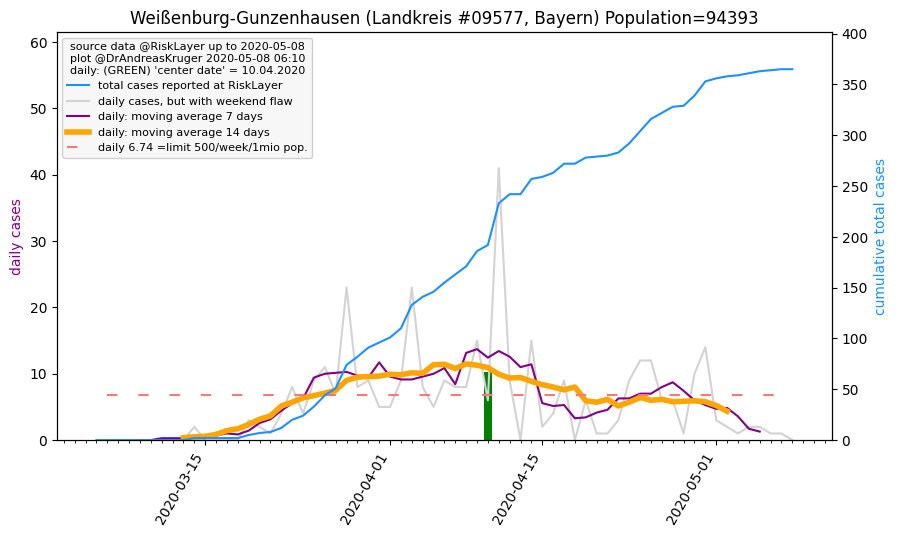 Weißenburg-Gunzenhausen (Landkreis #09577, Bayern) Population=94393
source data @RiskLayer up to 2020-05-08
plot @DrAndreasKruger 2020-05-08 06:10
daily: (GREEN) 'center date' = 10.04.2020
total cases reported at RiskLayer
daily cases, but with weekend flaw
daily: moving average 7 days
daily: moving average 14 days
daily 6.74 =limit 500/week/1mio pop.
daily cases
60
50
40
30
20
10
0
cumulative total cases
400
350
300
250
200
150
100
50
0
2020-03-15
2020-04-01
2020-04-15
2020-05-01